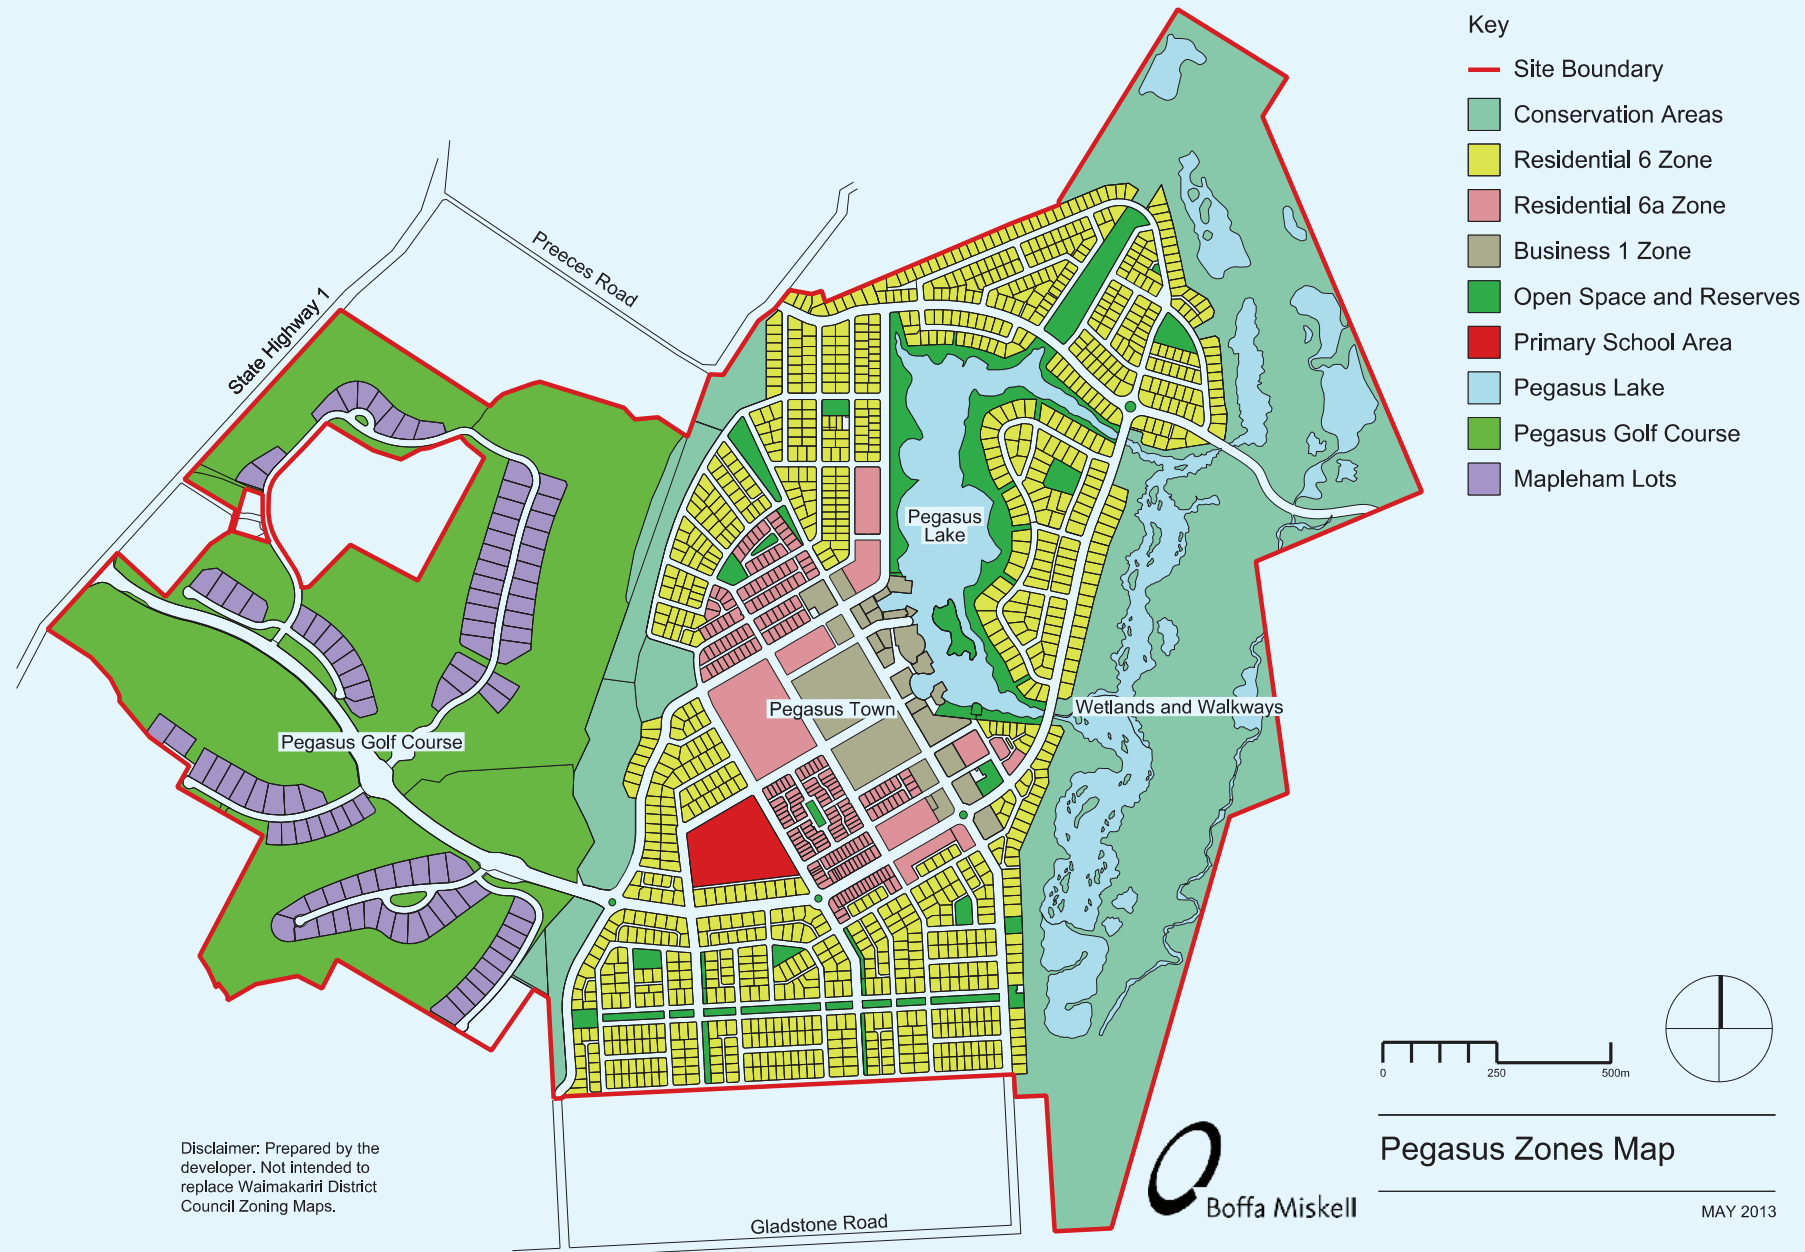 Key
Site Boundary
Conservation Areas
Residential 6 Zone
Residential 6a Zone
Business 1 Zone
Open Space and Reserves
Primary School Area
Pegasus Lake
Pegasus Golf Course
Mapleham Lots
Preeces Road
State Highway 1
Pegasus
Lake
Pegasus Town
Wetlands and Walkways
Pegasus Golf Course
0
250
500m
Disclaimer: Prepared by the
developer. Not intended to
replace Waimakariri District
Council Zoning Maps.
Gladstone Road
Boffa Miskell
Pegasus Zones Map
MAY 2013